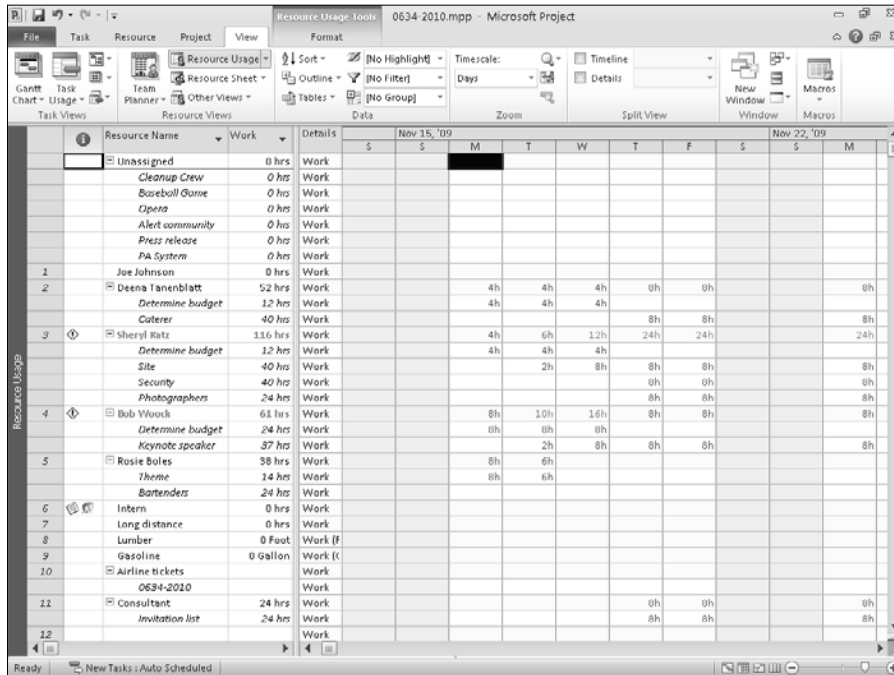 Resource Usage Tools 0634-2010.mpp - Microsoft Project
File Task Resource Project View Format
Gantt Chart Task Usage Team Planner Resource Usage Resource Sheet Other Views Sort Outline Tables [No Highlight] [No Filter] [No Group] Timescale: Days Timeline Details New Window Macros
Task Views Resource Views Data Zoom Split View Window Macros
Resource Name Work Details Nov 15, '09 Nov 22, '09
S S M T W T F S S M
Unassigned 0 hrs Work
Cleanup Crew 0 hrs Work
Baseball Game 0 hrs Work
Opera 0 hrs Work
Alert community 0 hrs Work
Press release 0 hrs Work
PA System 0 hrs Work
1 Joe Johnson 0 hrs Work
2 Deena Tanenblatt 52 hrs Work 4h 4h 4h 8h 8h 8h
Determine budget 12 hrs Work 4h 4h 4h
Caterer 40 hrs Work 8h 8h 8h
3 Sheryl Katz 116 hrs Work 4h 6h 12h 24h 24h 24h
Determine budget 12 hrs Work 4h 4h 4h
Site 40 hrs Work 2h 8h 8h 8h 8h
Security 40 hrs Work 8h 8h 8h
Photographers 24 hrs Work 8h 8h 8h
4 Bob Woock 61 hrs Work 8h 10h 16h 8h 8h 8h
Determine budget 24 hrs Work 8h 8h 8h
Keynote speaker 37 hrs Work 2h 8h 8h 8h 8h
5 Rosie Boles 38 hrs Work 8h 6h
Theme 14 hrs Work 8h 6h
Bartenders 24 hrs Work
6 Intern 0 hrs Work
7 Long distance 0 hrs Work
8 Lumber 0 Foot Work (F
9 Gasoline 0 Gallon Work (G
10 Airline tickets Work
0634-2010 Work
11 Consultant 24 hrs Work 8h 8h 8h
Invitation list 24 hrs Work 8h 8h 8h
12 Work
Resource Usage
Ready New Tasks : Auto Scheduled